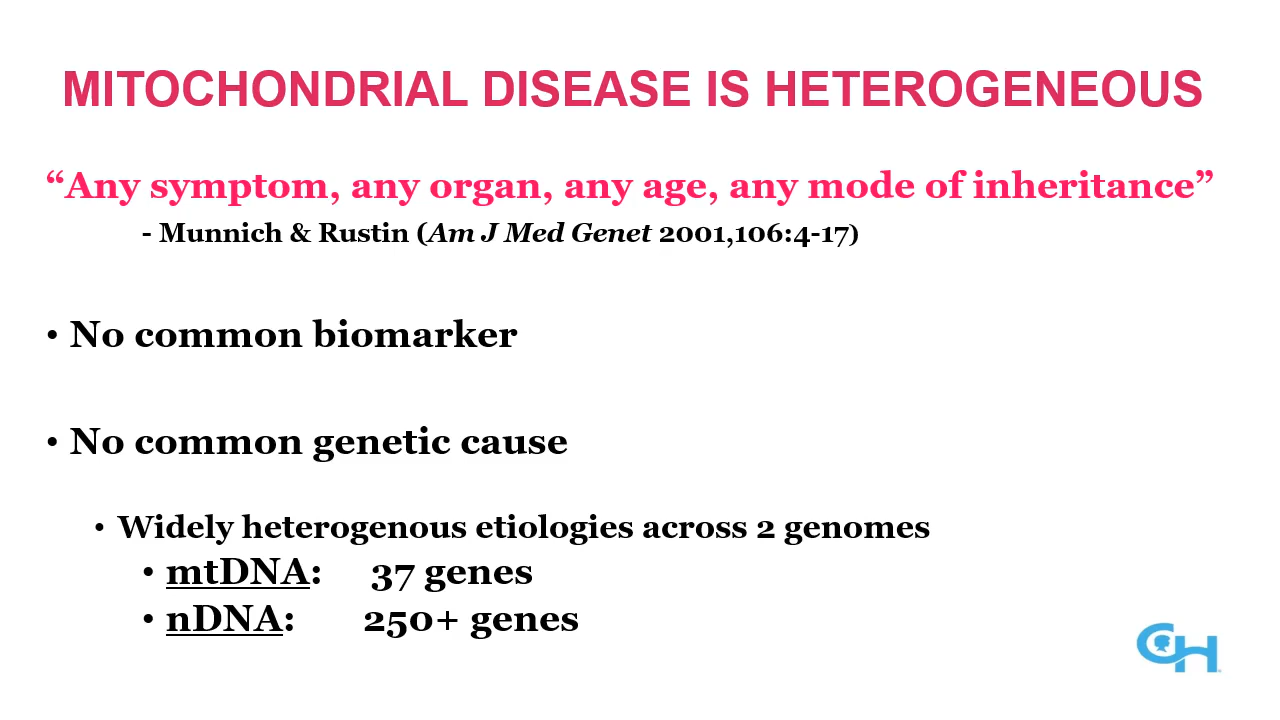 MITOCHONDRIAL DISEASE IS HETEROGENEOUS
“Any symptom, any organ, any age, any mode of inheritance”
- Munnich & Rustin (Am J Med Genet 2001,106:4-17)
• No common biomarker
• No common genetic cause
• Widely heterogenous etiologies across 2 genomes
• mtDNA: 37 genes
• nDNA: 250+ genes
CH